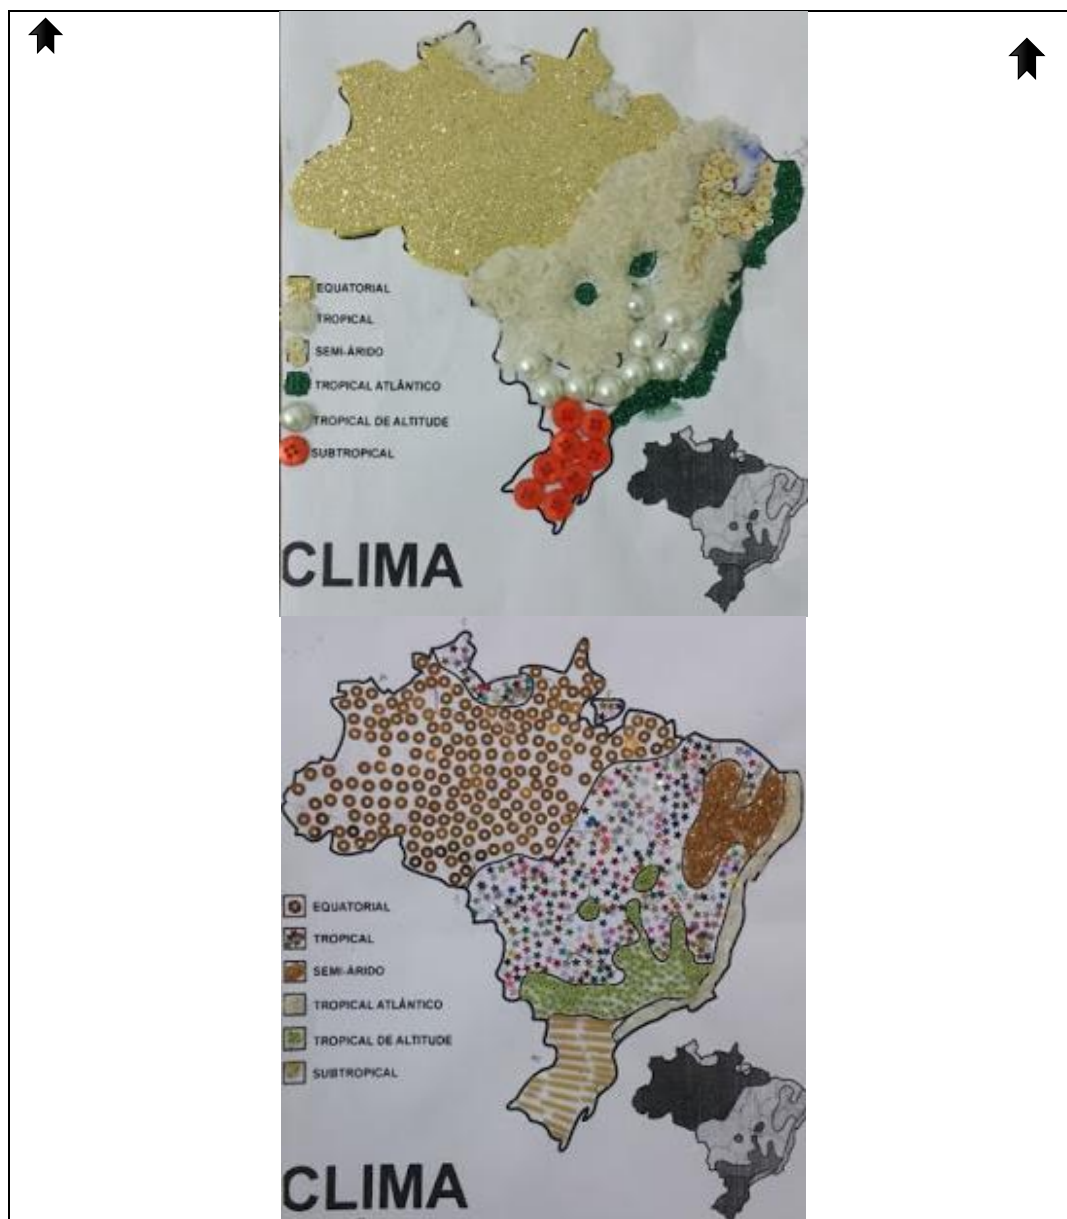 EQUATORIAL
TROPICAL
SEMI-ÁRIDO
TROPICAL ATLÂNTICO
TROPICAL DE ALTITUDE
SUBTROPICAL
CLIMA
EQUATORIAL
TROPICAL
SEMI-ÁRIDO
TROPICAL ATLÂNTICO
TROPICAL DE ALTITUDE
SUBTROPICAL
CLIMA